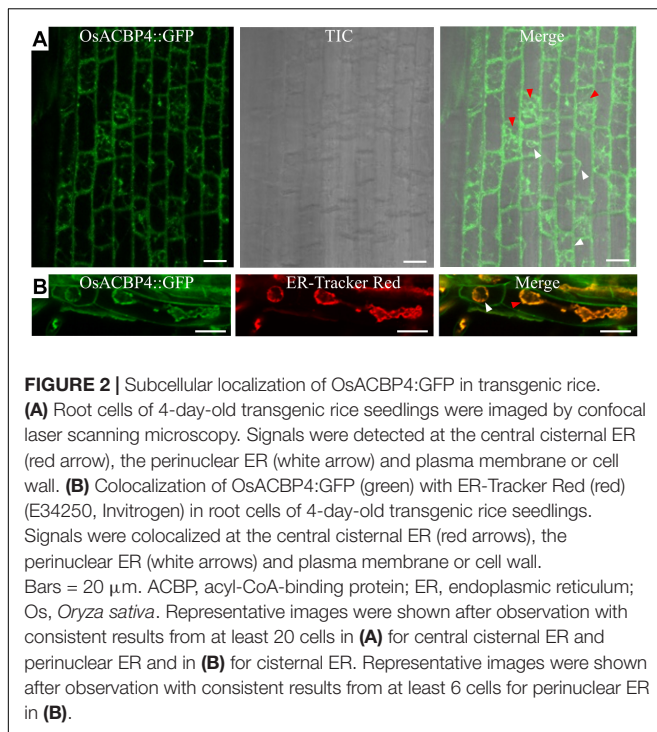 A OsACBP4::GFP TIC Merge
B OsACBP4::GFP ER-Tracker Red Merge
FIGURE 2 | Subcellular localization of OsACBP4:GFP in transgenic rice.
(A) Root cells of 4-day-old transgenic rice seedlings were imaged by confocal
laser scanning microscopy. Signals were detected at the central cisternal ER
(red arrow), the perinuclear ER (white arrow) and plasma membrane or cell
wall. (B) Colocalization of OsACBP4:GFP (green) with ER-Tracker Red (red)
(E34250, Invitrogen) in root cells of 4-day-old transgenic rice seedlings.
Signals were colocalized at the central cisternal ER (red arrows), the
perinuclear ER (white arrows) and plasma membrane or cell wall.
Bars = 20 μm. ACBP, acyl-CoA-binding protein; ER, endoplasmic reticulum;
Os, Oryza sativa. Representative images were shown after observation with
consistent results from at least 20 cells in (A) for central cisternal ER and
perinuclear ER and in (B) for cisternal ER. Representative images were shown
after observation with consistent results from at least 6 cells for perinuclear ER
in (B).